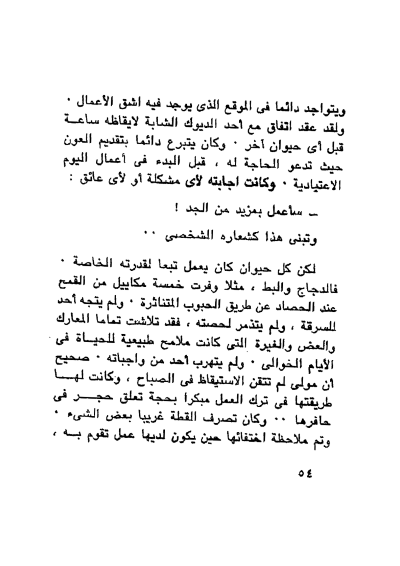 ويتواجد دائما فى الموقع الذى يوجد فيه اشق الأعمال ٠
ولقد عقد اتفاق مع أحد الديوك الشابة لايقاظه ساعـة
قبل أى حيوان آخر ٠ وكان يتبرع دائما بتقديم العون
حيث تدعو الحاجة له ، قبل البدء فى أعمال اليوم
الاعتيادية ٠ وكانت اجابته لأى مشكلة أو لأى عائق :
ــ سأعمل بمزيد من الجد !
وتبنى هذا كشعاره الشخصى ٠٠
لكن كل حيوان كان يعمل تبعا لمقدرته الخاصة ٠
فالدجاج والبط ، مثلا وفرت خمسة مكاييل من القمح
عند الحصاد عن طريق الحبوب المتناثرة ٠ ولم يتجه أحد
للسرقة ، ولم يتذمر لحصته ، فقد تلاشت تماما المعارك
والعض والغيرة التى كانت ملامح طبيعية للحياة فى
الأيام الخوالى ٠ ولم يتهرب أحد من واجباته ٠ صحيح
أن مولى لم تتقن الاستيقاظ فى الصباح ، وكانت لهـا
طريقتها فى ترك العمل مبكرا بحجة تعلق حجـر فى
حافرها ٠٠ وكان تصرف القطة غريبا بعض الشىء ٠
وتم ملاحظة اختفائها حين يكون لديها عمل تقوم بـه ،
٥٤